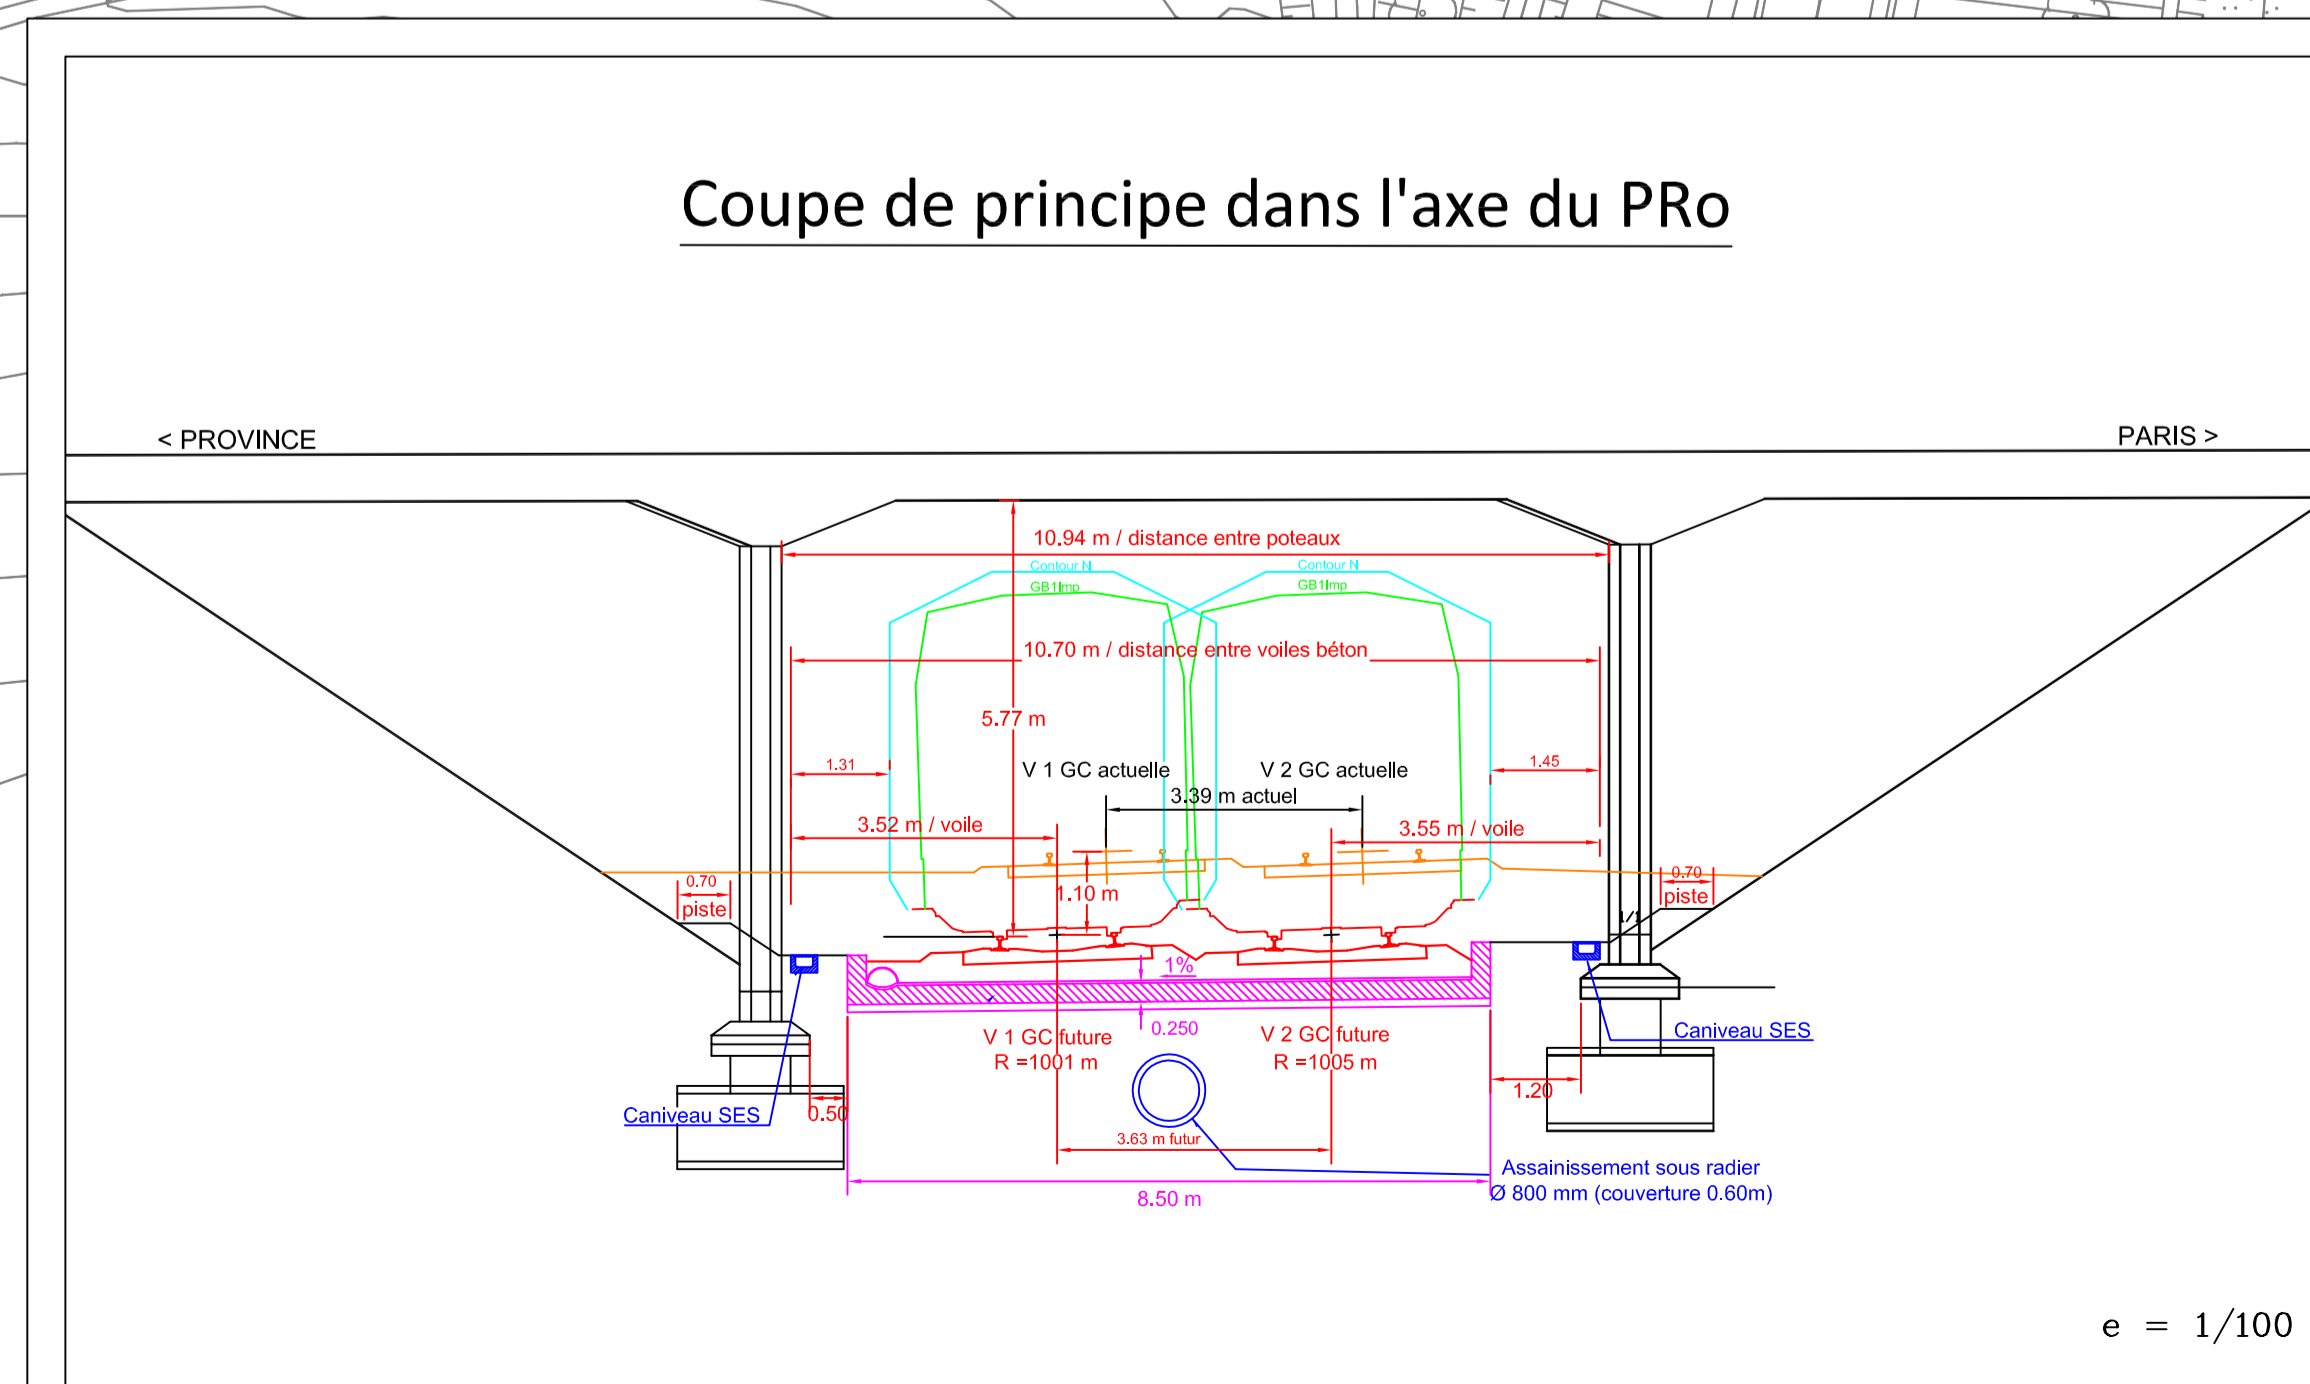 Coupe de principe dans l'axe du PRo
< PROVINCE
PARIS >
10.94 m / distance entre poteaux
Contour N
Contour N
GB1Imp
GB1Imp
10.70 m / distance entre voiles béton
5.77 m
1.31
V 1 GC actuelle
V 2 GC actuelle
1.45
3.39 m actuel
3.52 m / voile
3.55 m / voile
0.70
piste
1.10 m
0.70
piste
1/1
1%
0.250
V 1 GC future
R =1001 m
V 2 GC future
R =1005 m
Caniveau SES
Caniveau SES
0.50
1.20
3.63 m futur
Assainissement sous radier
Ø 800 mm (couverture 0.60m)
8.50 m
e = 1/100